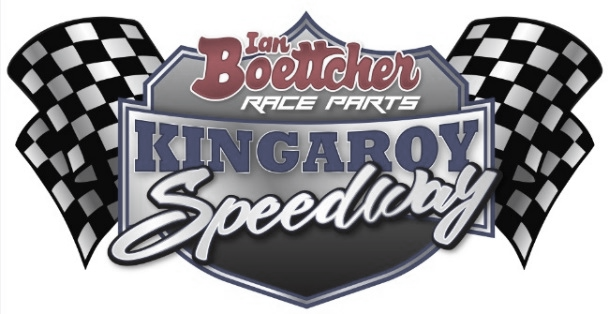 Ian
Boettcher
RACE PARTS
KINGAROY
Speedway